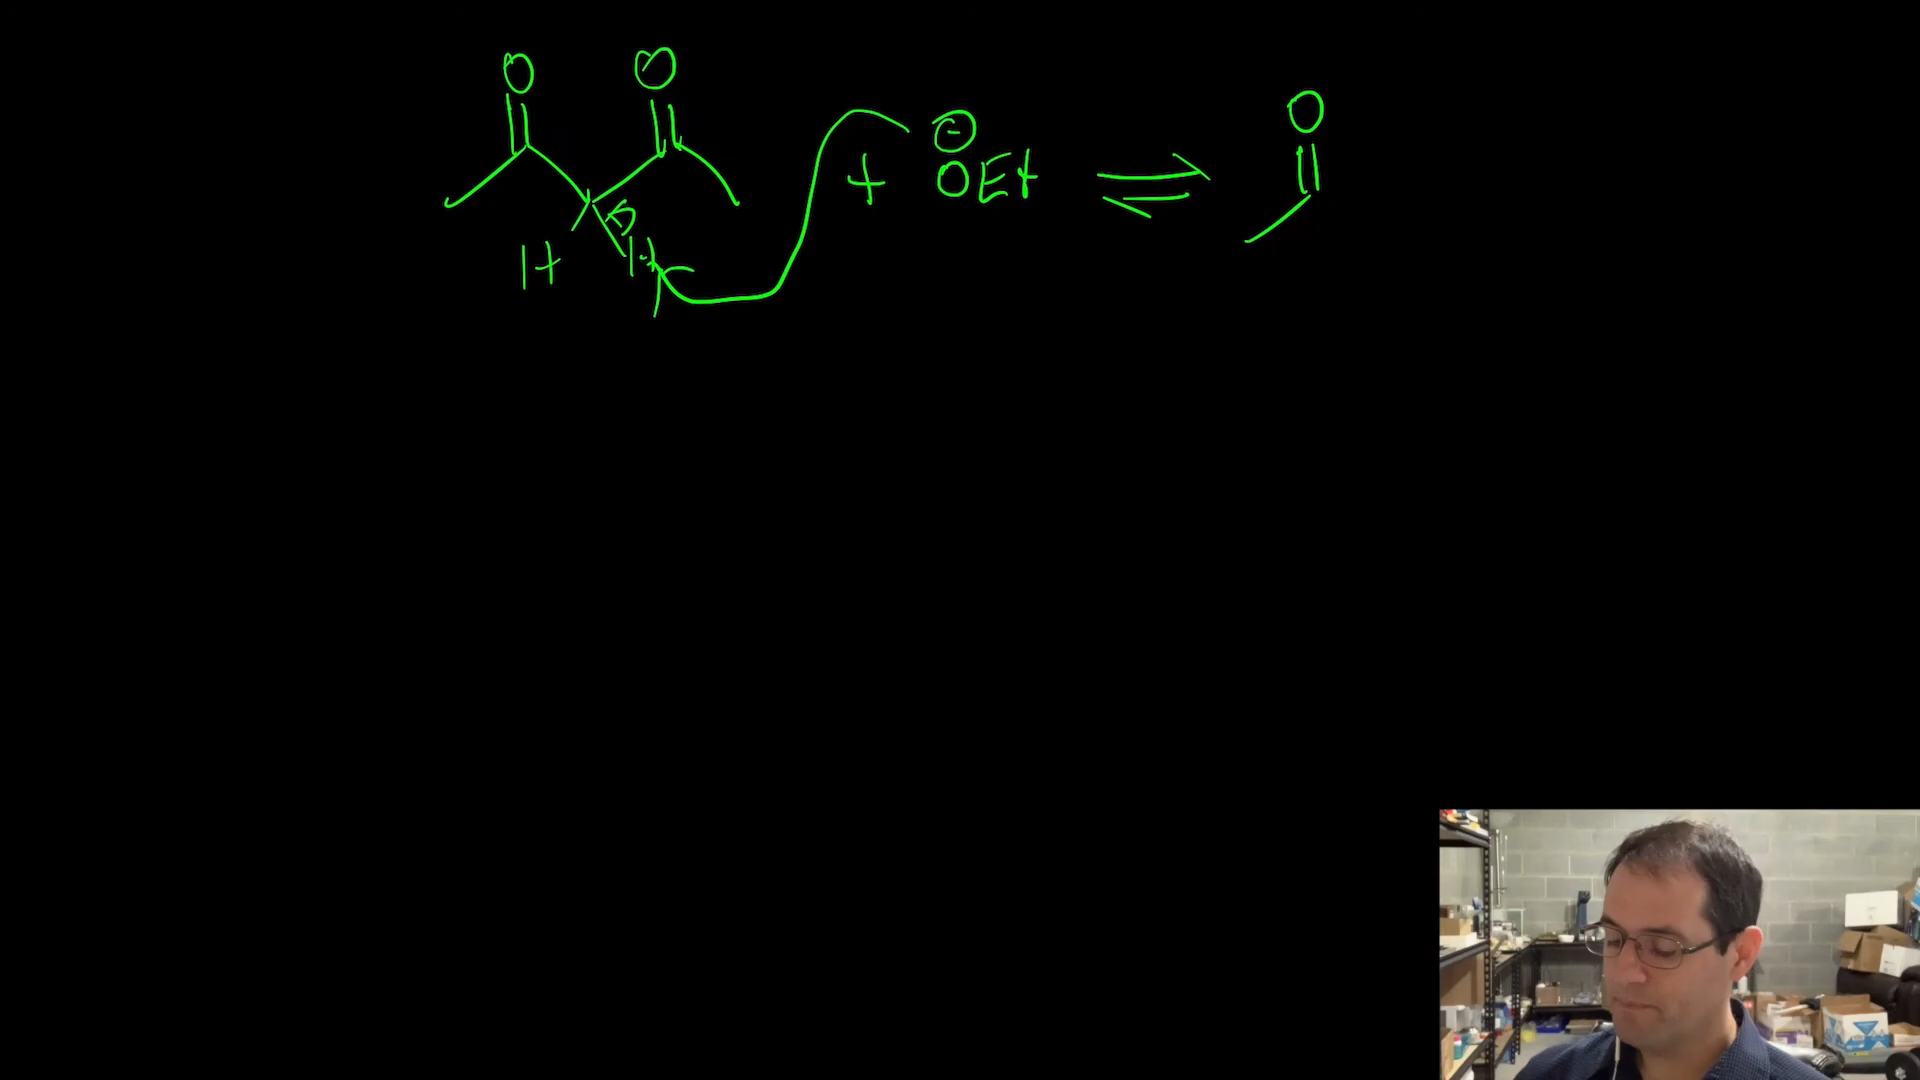 O O
O
+ ⊖ OEt ⇌
H H